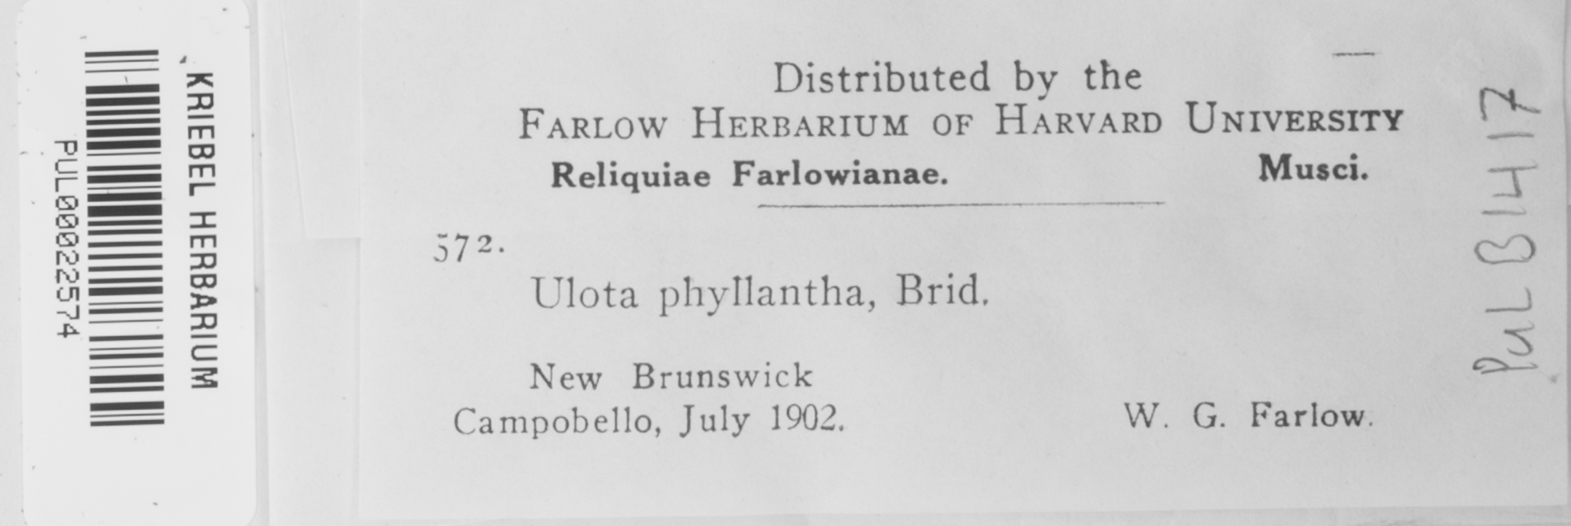 KRIEBEL HERBARIUM
PUL00022574
Distributed by the
FARLOW HERBARIUM OF HARVARD UNIVERSITY
Reliquiae Farlowianae. Musci.
572.
Ulota phyllantha, Brid.
New Brunswick
Campobello, July 1902. W. G. Farlow.
PUL B1417